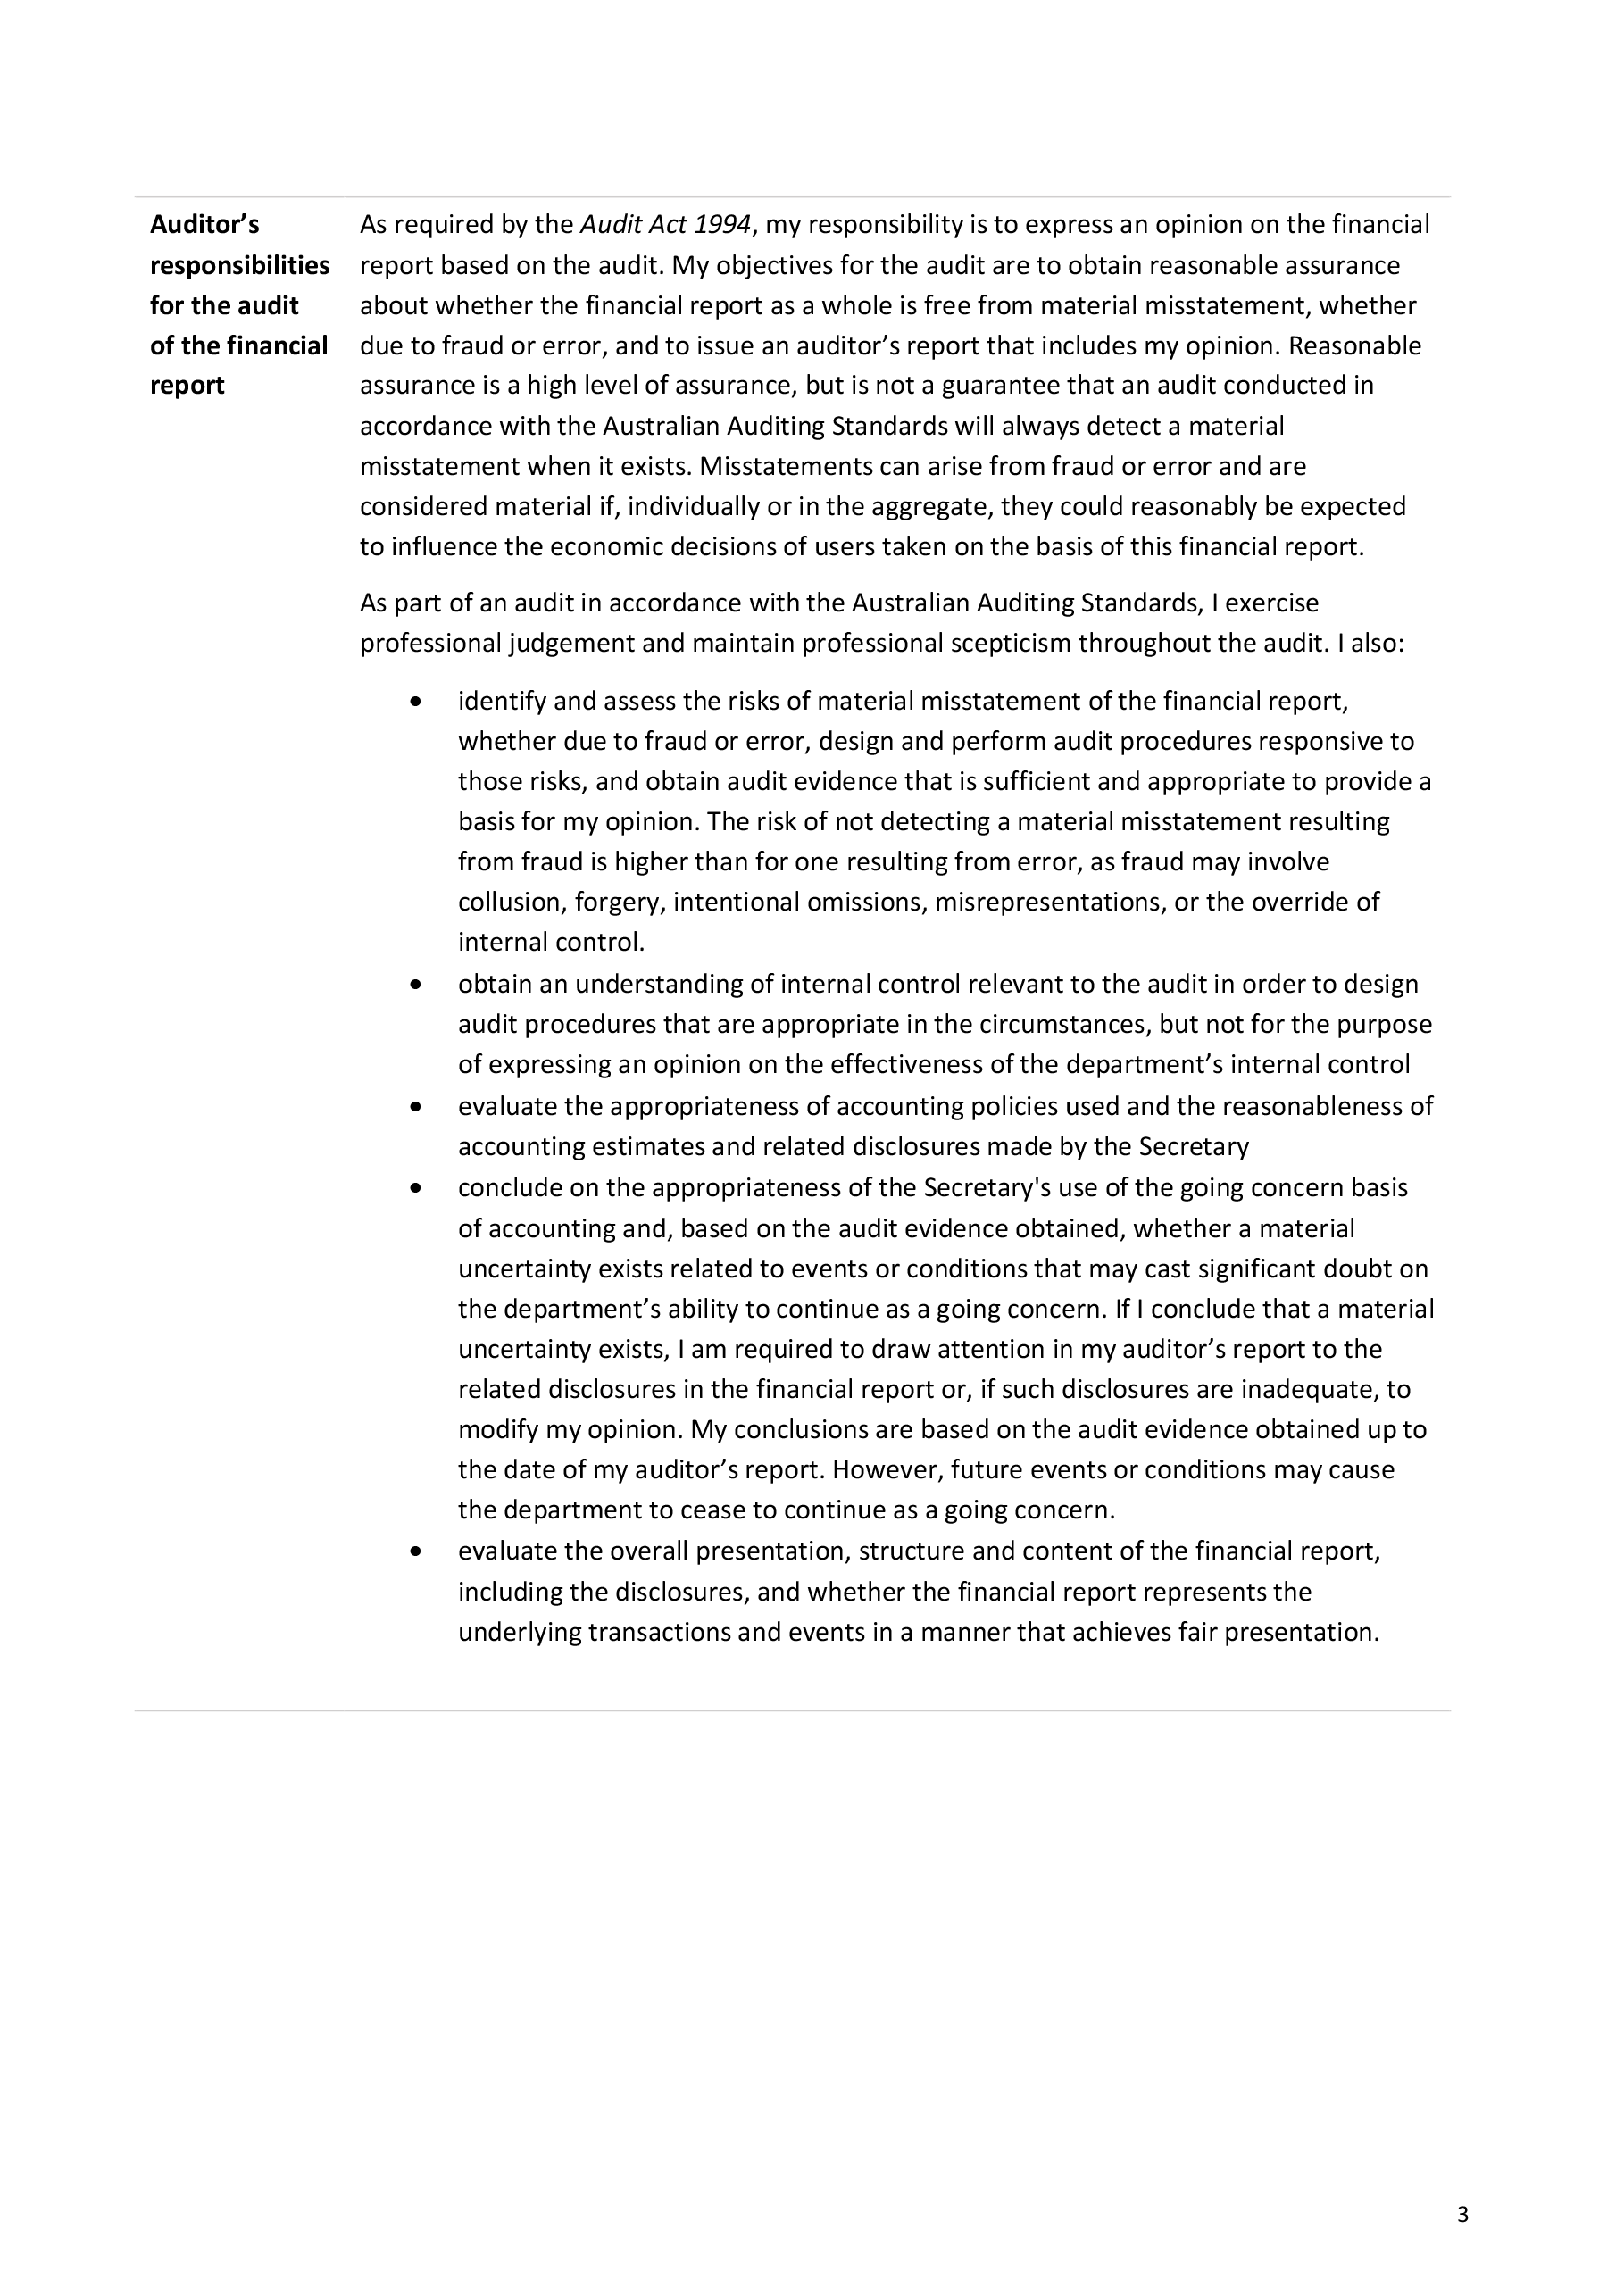 Auditor’s
responsibilities
for the audit
of the financial
report
As required by the Audit Act 1994, my responsibility is to express an opinion on the financial
report based on the audit. My objectives for the audit are to obtain reasonable assurance
about whether the financial report as a whole is free from material misstatement, whether
due to fraud or error, and to issue an auditor’s report that includes my opinion. Reasonable
assurance is a high level of assurance, but is not a guarantee that an audit conducted in
accordance with the Australian Auditing Standards will always detect a material
misstatement when it exists. Misstatements can arise from fraud or error and are
considered material if, individually or in the aggregate, they could reasonably be expected
to influence the economic decisions of users taken on the basis of this financial report.
As part of an audit in accordance with the Australian Auditing Standards, I exercise
professional judgement and maintain professional scepticism throughout the audit. I also:
• identify and assess the risks of material misstatement of the financial report,
whether due to fraud or error, design and perform audit procedures responsive to
those risks, and obtain audit evidence that is sufficient and appropriate to provide a
basis for my opinion. The risk of not detecting a material misstatement resulting
from fraud is higher than for one resulting from error, as fraud may involve
collusion, forgery, intentional omissions, misrepresentations, or the override of
internal control.
• obtain an understanding of internal control relevant to the audit in order to design
audit procedures that are appropriate in the circumstances, but not for the purpose
of expressing an opinion on the effectiveness of the department’s internal control
• evaluate the appropriateness of accounting policies used and the reasonableness of
accounting estimates and related disclosures made by the Secretary
• conclude on the appropriateness of the Secretary's use of the going concern basis
of accounting and, based on the audit evidence obtained, whether a material
uncertainty exists related to events or conditions that may cast significant doubt on
the department’s ability to continue as a going concern. If I conclude that a material
uncertainty exists, I am required to draw attention in my auditor’s report to the
related disclosures in the financial report or, if such disclosures are inadequate, to
modify my opinion. My conclusions are based on the audit evidence obtained up to
the date of my auditor’s report. However, future events or conditions may cause
the department to cease to continue as a going concern.
• evaluate the overall presentation, structure and content of the financial report,
including the disclosures, and whether the financial report represents the
underlying transactions and events in a manner that achieves fair presentation.
3